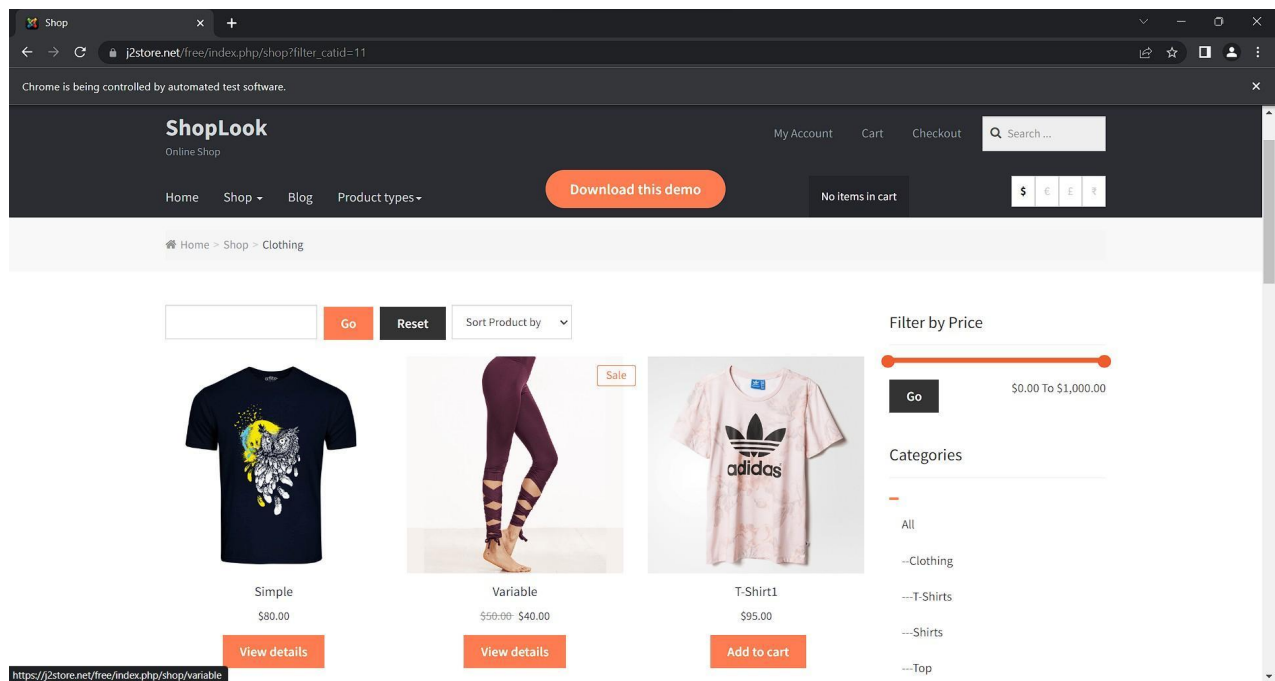 Shop
j2store.net/free/index.php/shop?filter_catid=11
Chrome is being controlled by automated test software.
ShopLook
Online Shop
My Account Cart Checkout Search ...
Home Shop Blog Product types Download this demo No items in cart $ € £ ₹
Home > Shop > Clothing
Go Reset Sort Product by
Filter by Price
Sale
$0.00 To $1,000.00
Go
adidas
Categories
All
--Clothing
---T-Shirts
---Shirts
---Top
Simple Variable T-Shirt1
$80.00 $50.00 $40.00 $95.00
View details View details Add to cart
https://j2store.net/free/index.php/shop/variable